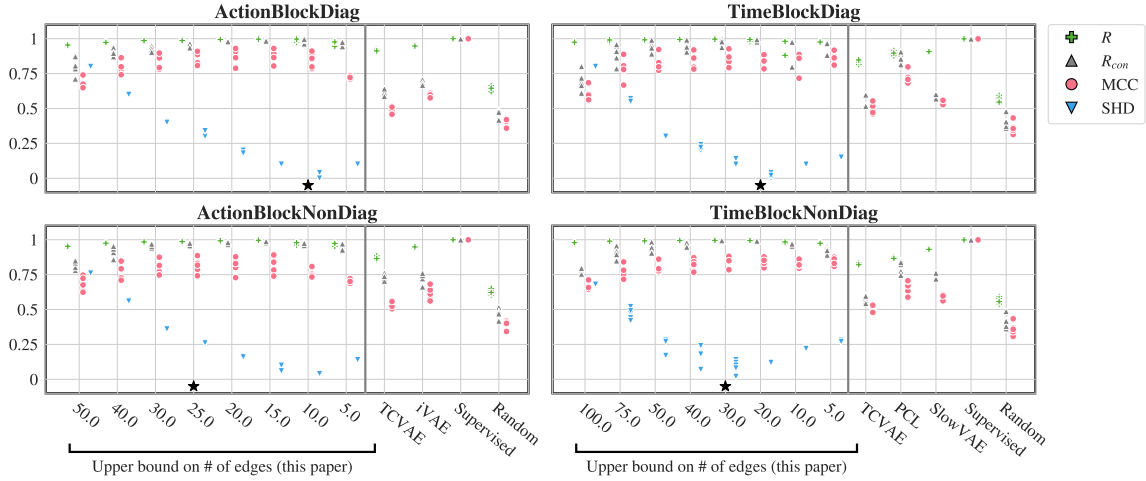 ActionBlockDiag
TimeBlockDiag
1
0.75
0.5
0.25
0
R
R_con
MCC
SHD
ActionBlockNonDiag
TimeBlockNonDiag
1
0.75
0.5
0.25
0
50.0
40.0
30.0
25.0
20.0
15.0
10.0
5.0
TCVAE
iVAE
Supervised
Random
100.0
75.0
50.0
40.0
30.0
20.0
10.0
5.0
TCVAE
PCL
SlowVAE
Supervised
Random
Upper bound on # of edges (this paper)
Upper bound on # of edges (this paper)